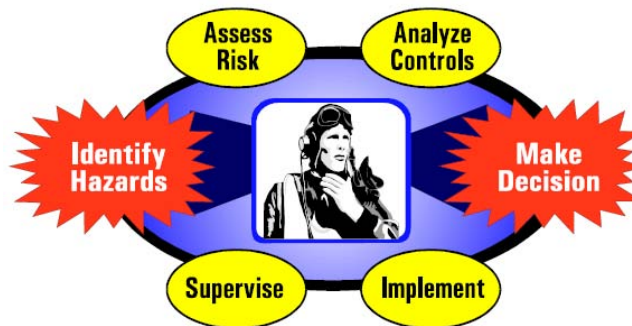 Assess
Risk
Analyze
Controls
Identify
Hazards
Make
Decision
Supervise
Implement